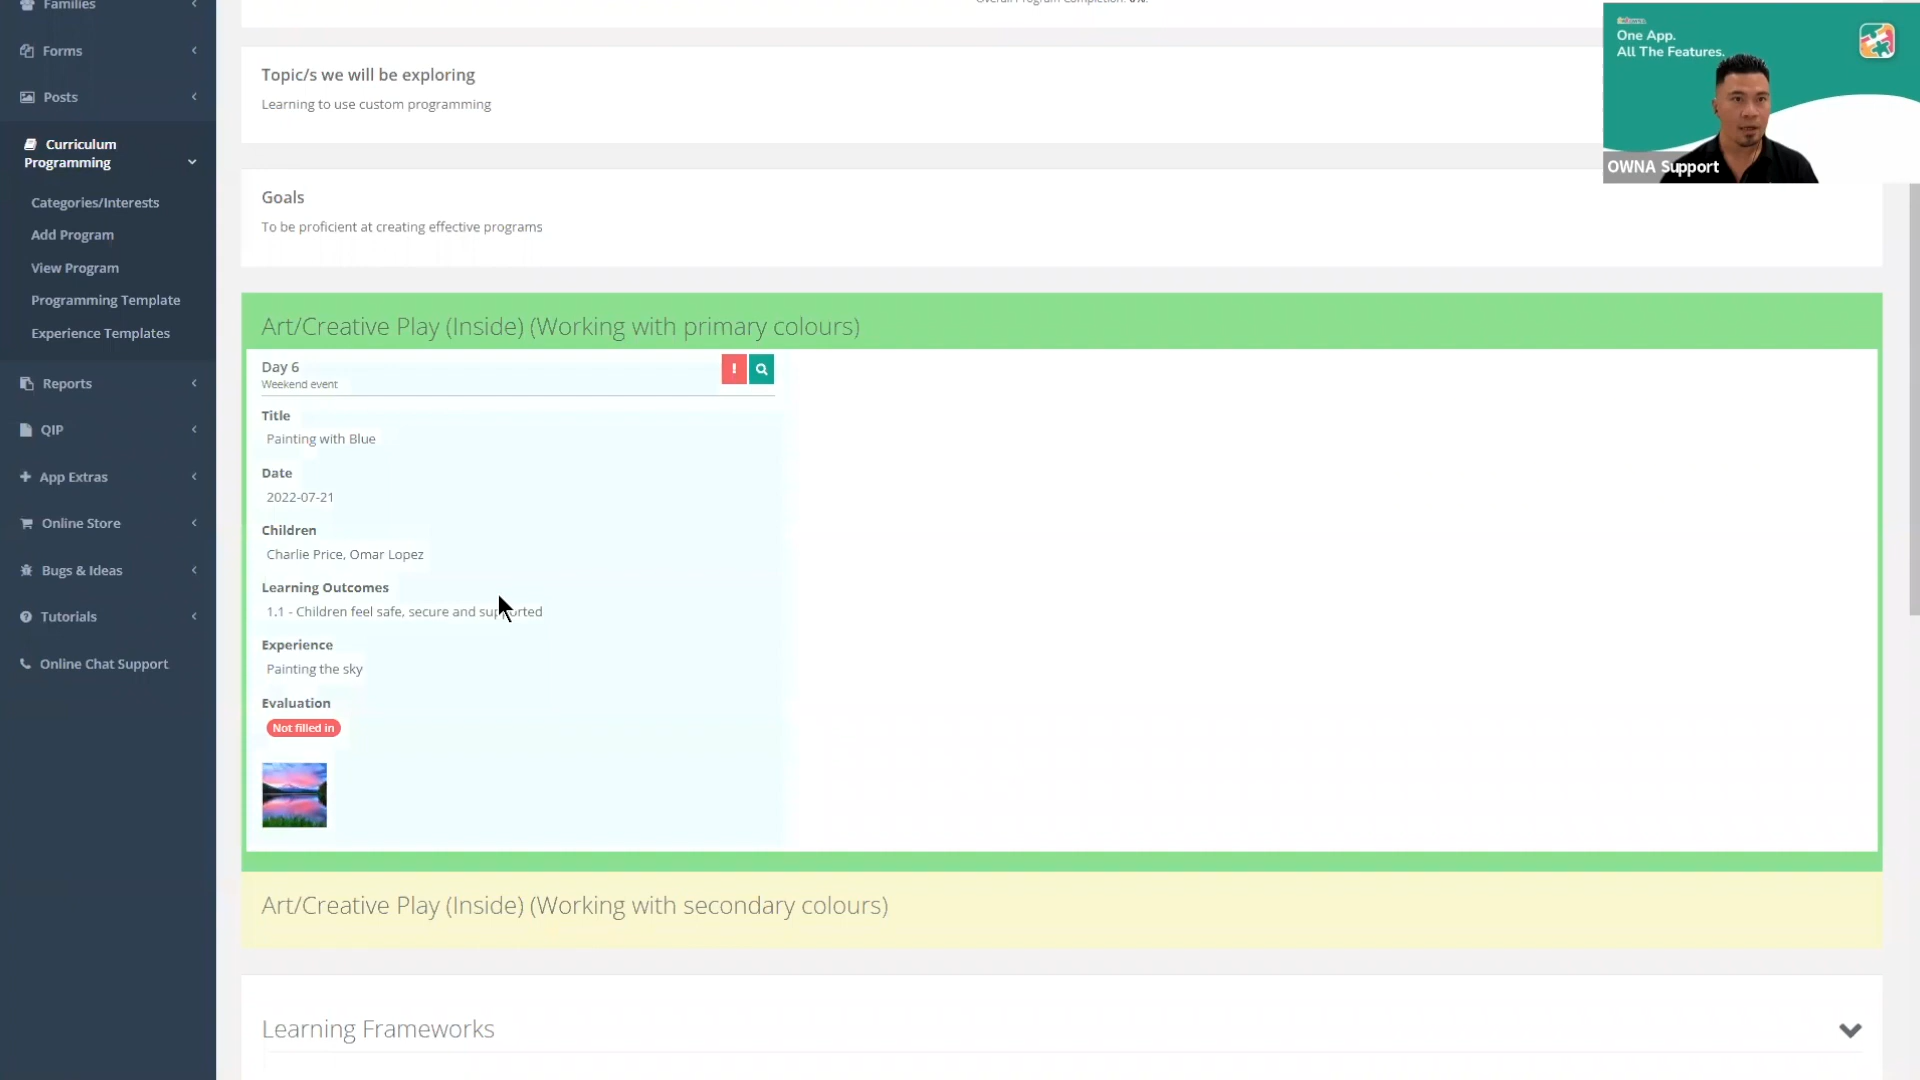 Families
Forms
Posts
Curriculum
Programming
Categories/Interests
Add Program
View Program
Programming Template
Experience Templates
Reports
QIP
App Extras
Online Store
Bugs & Ideas
Tutorials
Online Chat Support
Overall Program Completion: 0%.
Topic/s we will be exploring
Learning to use custom programming
Goals
To be proficient at creating effective programs
Art/Creative Play (Inside) (Working with primary colours)
Day 6
Weekend event
Title
Painting with Blue
Date
2022-07-21
Children
Charlie Price, Omar Lopez
Learning Outcomes
1.1 - Children feel safe, secure and supported
Experience
Painting the sky
Evaluation
Not filled in
Art/Creative Play (Inside) (Working with secondary colours)
Learning Frameworks
One App.
All The Features.
OWNA Support